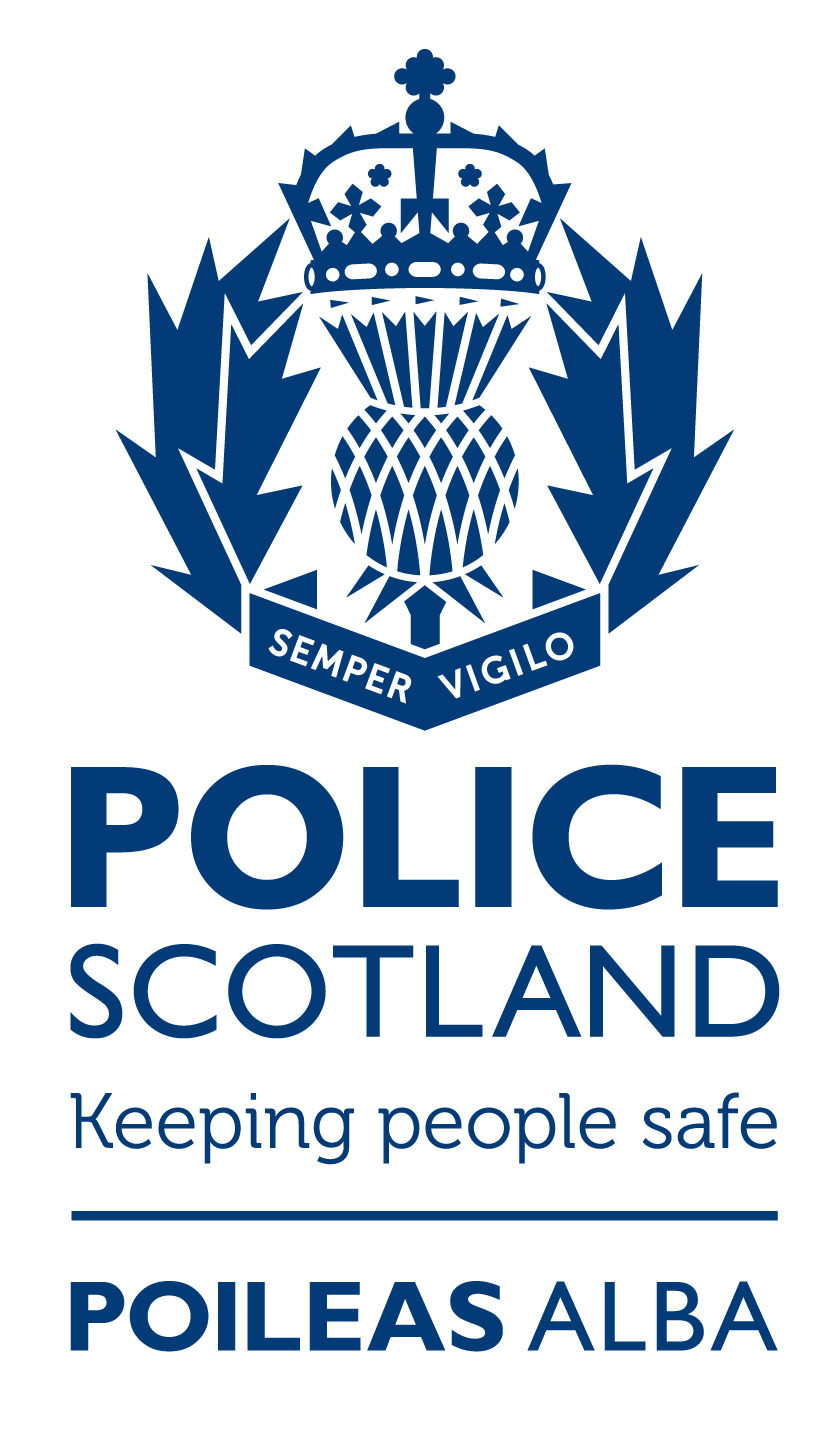 SEMPER VIGILO
POLICE
SCOTLAND
Keeping people safe
POILEAS ALBA